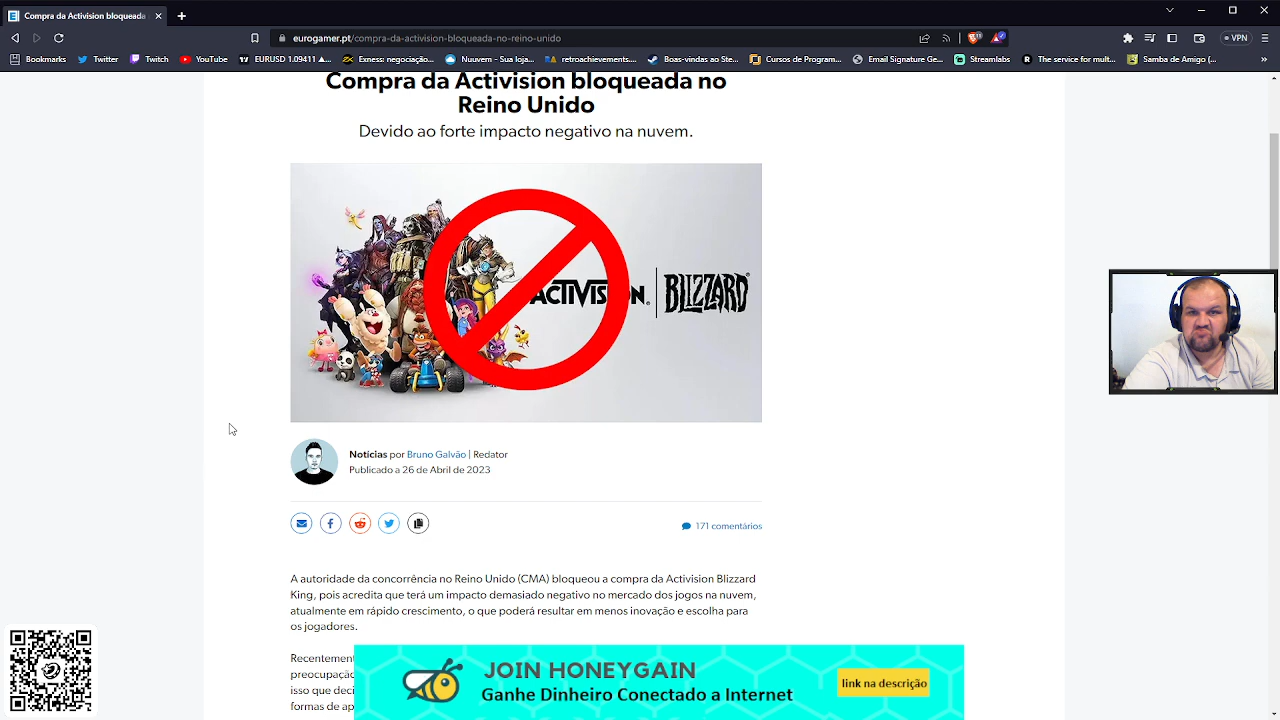 Compra da Activision bloqueada
eurogamer.pt/compra-da-activision-bloqueada-no-reino-unido
VPN
Bookmarks
Twitter
Twitch
YouTube
EURUSD 1.09411 ▲...
Exness: negociação...
Nuuvem - Sua loja...
retroachievements....
Boas-vindas ao Ste...
Cursos de Program...
Email Signature Ge...
Streamlabs
The service for mult...
Samba de Amigo (...
Compra da Activision bloqueada no
Reino Unido
Devido ao forte impacto negativo na nuvem.
ACTIVISION | BLIZZARD
Notícias por Bruno Galvão | Redator
Publicado a 26 de Abril de 2023
171 comentários
A autoridade da concorrência no Reino Unido (CMA) bloqueou a compra da Activision Blizzard
King, pois acredita que terá um impacto demasiado negativo no mercado dos jogos na nuvem,
atualmente em rápido crescimento, o que poderá resultar em menos inovação e escolha para
os jogadores.
Recentement
preocupação
isso que deci
formas de ap
JOIN HONEYGAIN
Ganhe Dinheiro Conectado a Internet
link na descrição